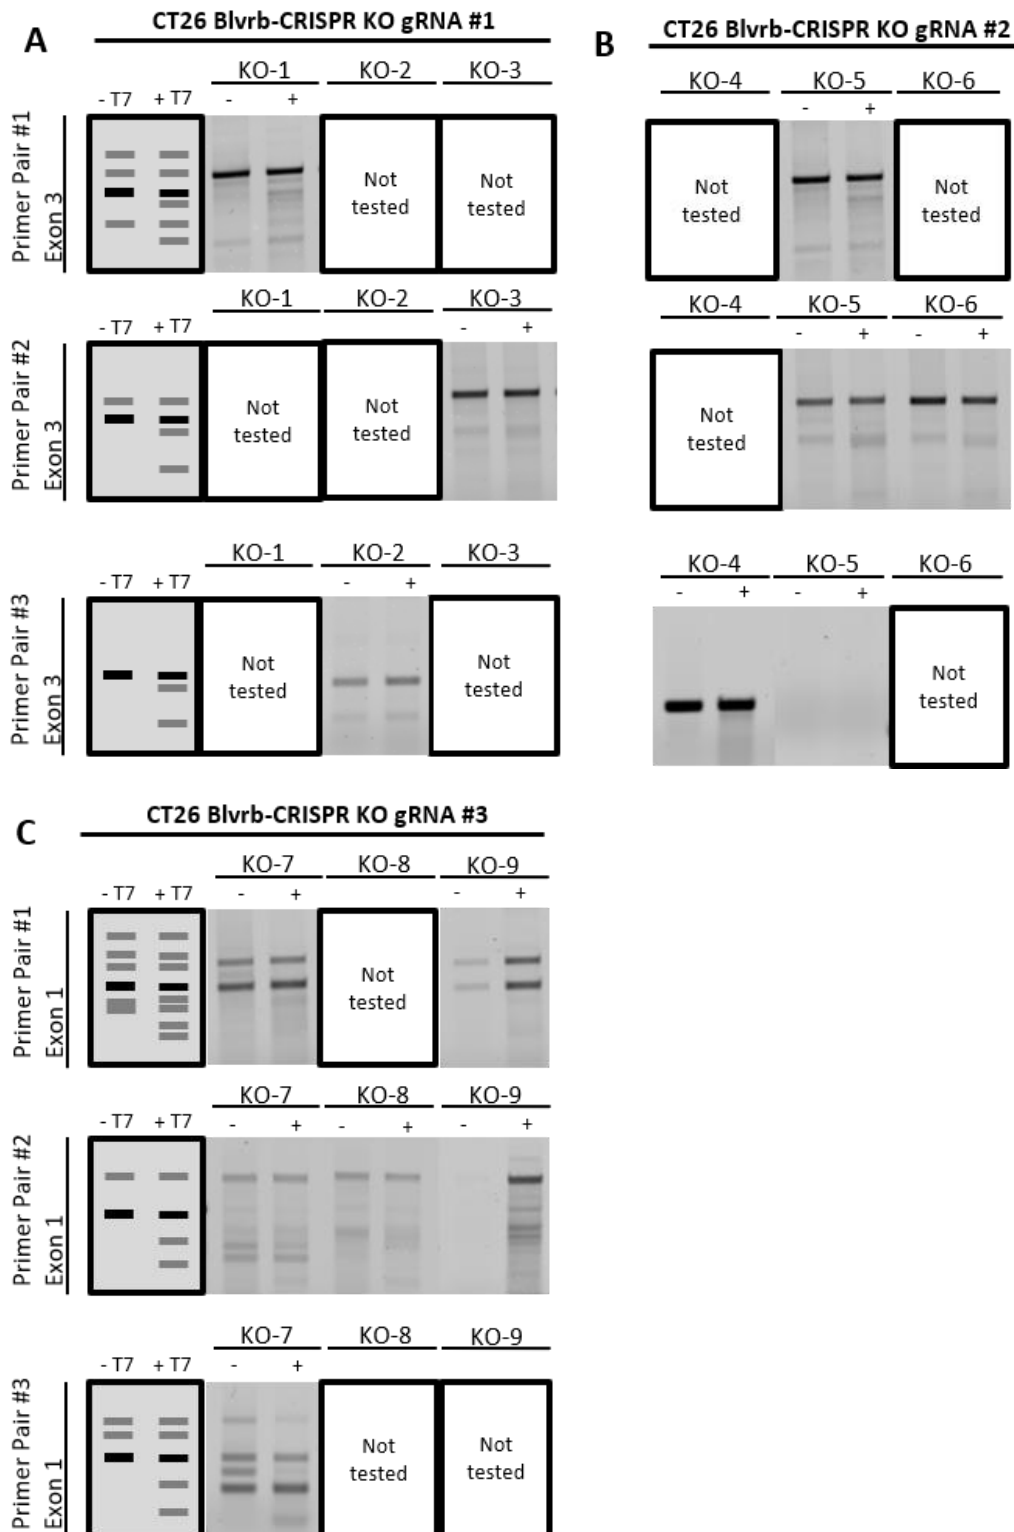 A
CT26 Blvrb-CRISPR KO gRNA #1
KO-1 KO-2 KO-3
- T7 + T7 - +
Primer Pair #1
Exon 3
Not tested
Not tested
KO-1 KO-2 KO-3
- T7 + T7 - +
Primer Pair #2
Exon 3
Not tested
Not tested
KO-1 KO-2 KO-3
- T7 + T7 - +
Primer Pair #3
Exon 3
Not tested
Not tested
B
CT26 Blvrb-CRISPR KO gRNA #2
KO-4 KO-5 KO-6
- +
Not tested
Not tested
KO-4 KO-5 KO-6
- + - +
Not tested
KO-4 KO-5 KO-6
- + - +
Not tested
C
CT26 Blvrb-CRISPR KO gRNA #3
KO-7 KO-8 KO-9
- T7 + T7 - + - +
Primer Pair #1
Exon 1
Not tested
KO-7 KO-8 KO-9
- T7 + T7 - + - + - +
Primer Pair #2
Exon 1
KO-7 KO-8 KO-9
- T7 + T7 - +
Primer Pair #3
Exon 1
Not tested
Not tested